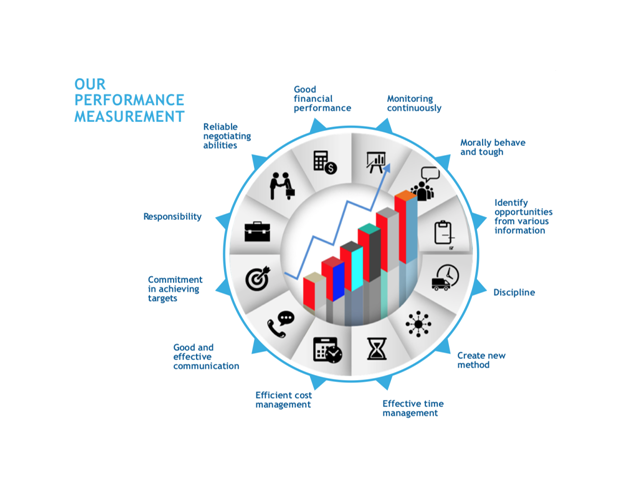 OUR
PERFORMANCE
MEASUREMENT
Good
financial
performance
Monitoring
continuously
Morally behave
and tough
Identify
opportunities
from various
information
Discipline
Create new
method
Effective time
management
Efficient cost
management
Good and
effective
communication
Commitment
in achieving
targets
Responsibility
Reliable
negotiating
abilities
$